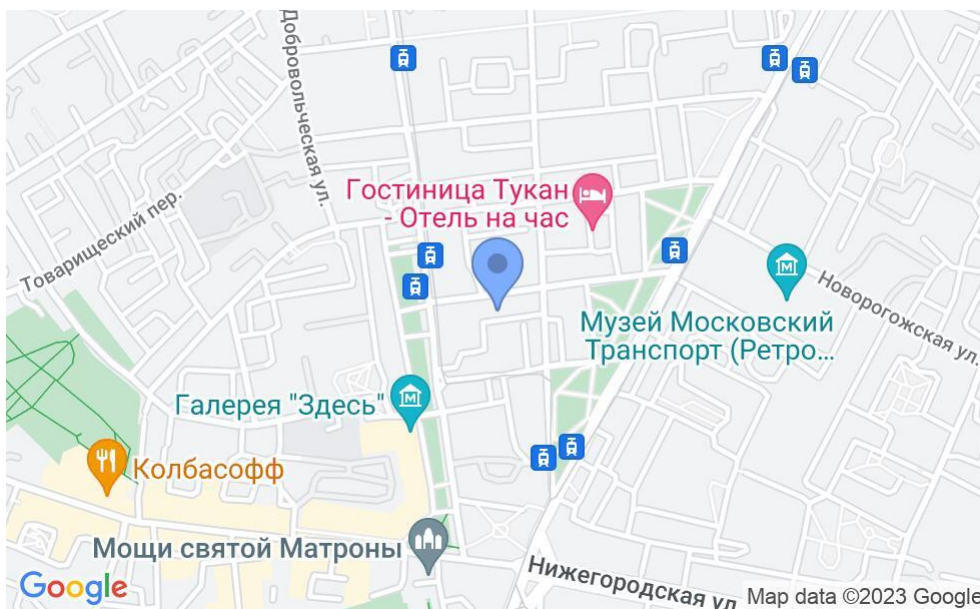 Добровольческая ул.
Товарищеский пер.
Гостиница Тукан
- Отель на час
Новорогожская ул.
Музей Московский
Транспорт (Ретро...
Галерея "Здесь"
Колбасофф
Мощи святой Матроны
Нижегородская ул
Google
Map data ©2023 Google